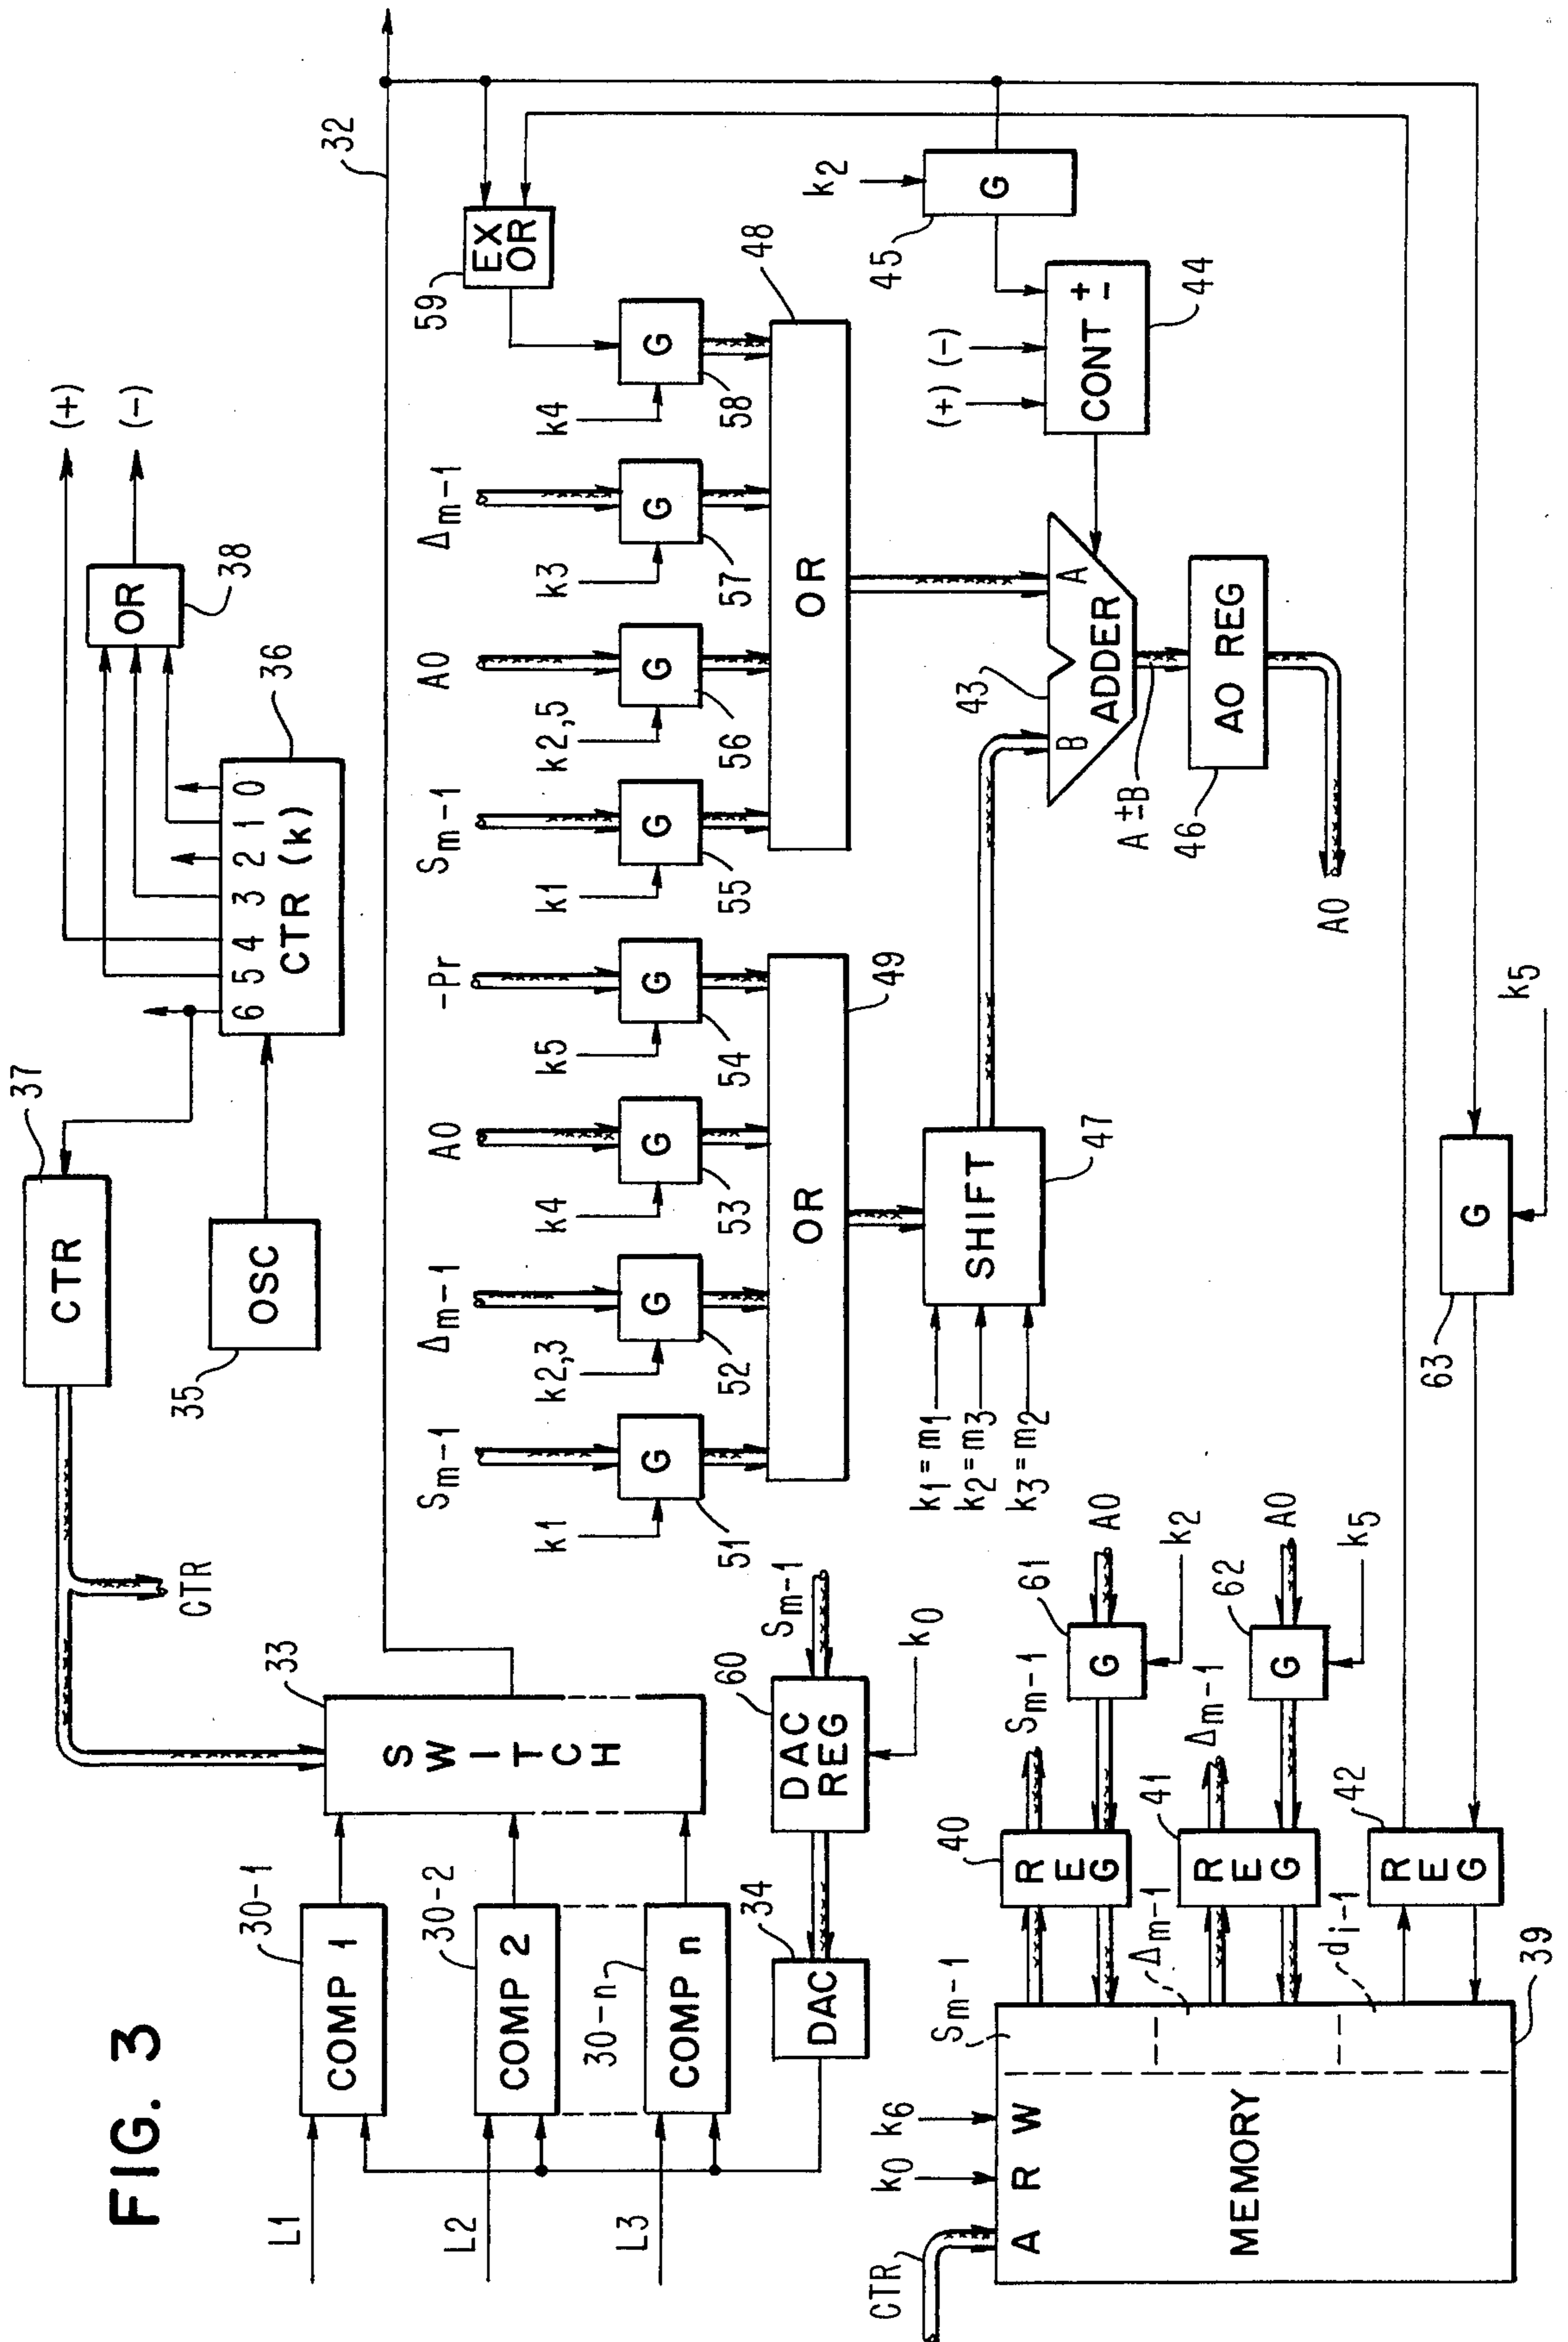 FIG. 3
L1
L2
L3
COMP 1
30-1
COMP 2
30-2
COMP n
30-n
SWITCH
33
32
CTR
37
CTR
OSC
35
6 5 4 3 2 1 0
CTR (k)
36
OR
38
(+)
(-)
DAC
34
DAC REG
60
Sm-1
k0
Sm-1
k1
G
51
Δm-1
k2,3
G
52
A0
k4
G
53
-Pr
k5
G
54
OR
49
Sm-1
k1
G
55
A0
k2,5
G
56
Δm-1
k3
G
57
k4
G
58
EX OR
59
OR
48
SHIFT
47
k1=m1
k2=m3
k3=m2
B
A
ADDER
43
A±B
AO REG
46
A0
CONT ±
44
(+) (-)
G
45
k2
CTR
A R W
k0
k6
MEMORY
39
Sm-1
Δm-1
di-1
REG
40
Sm-1
REG
41
Δm-1
REG
42
G
61
A0
k2
G
62
A0
k5
G
63
k5